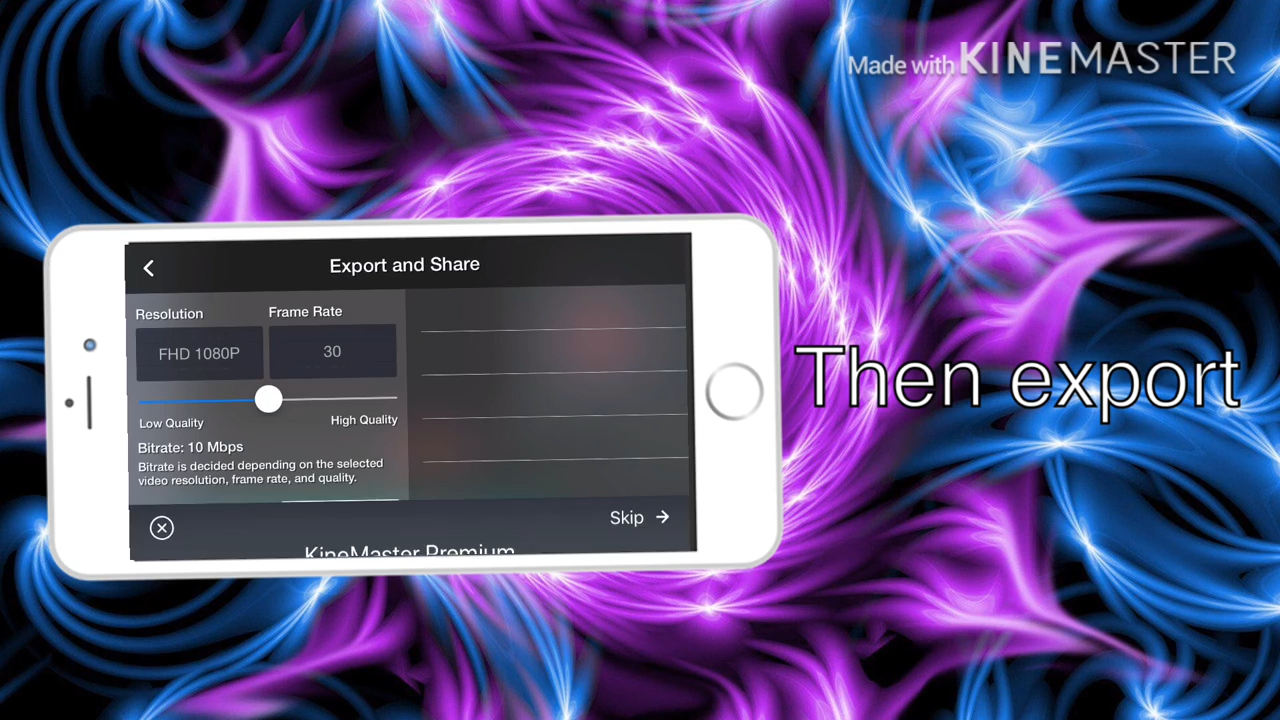 Made with KINEMASTER
Export and Share
Resolution
Frame Rate
FHD 1080P
30
Low Quality
High Quality
Bitrate: 10 Mbps
Bitrate is decided depending on the selected
video resolution, frame rate, and quality.
Skip
KineMaster Premium
Then export